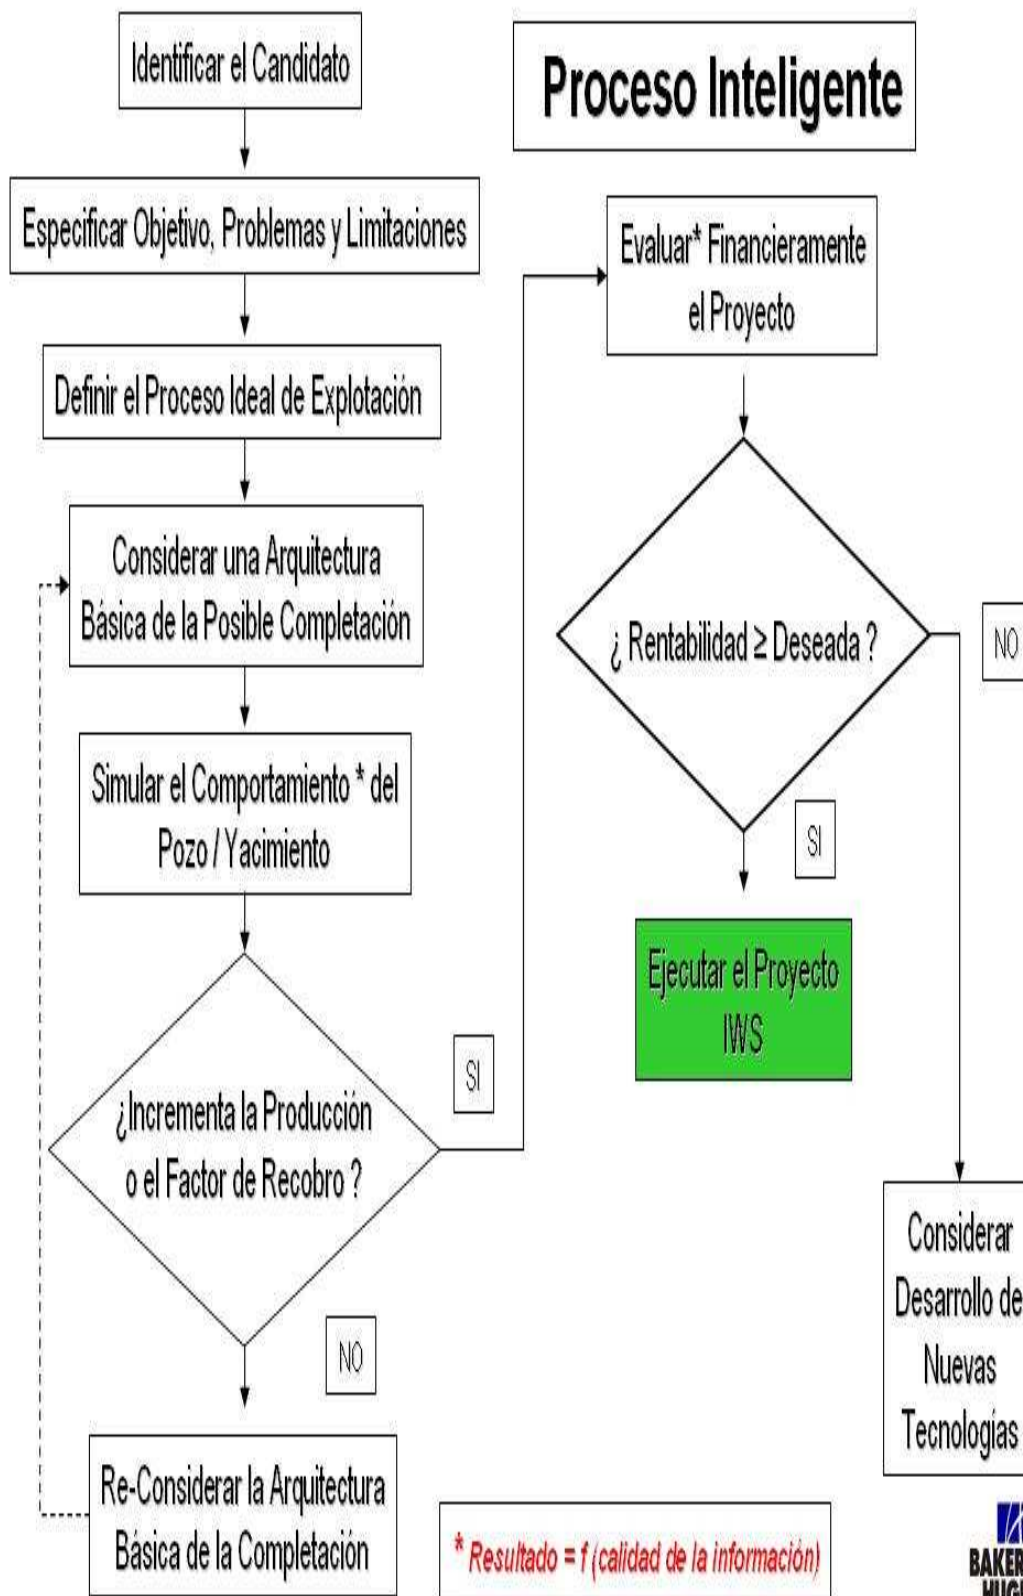 Identificar el Candidato
Proceso Inteligente
Especificar Objetivo, Problemas y Limitaciones
Definir el Proceso Ideal de Explotación
Considerar una Arquitectura
Básica de la Posible Completación
Simular el Comportamiento * del
Pozo / Yacimiento
¿Incrementa la Producción
o el Factor de Recobro ?
SI
NO
Re-Considerar la Arquitectura
Básica de la Completación
Evaluar* Financieramente
el Proyecto
¿ Rentabilidad ≥ Deseada ?
NO
SI
Ejecutar el Proyecto
IWS
Considerar
Desarrollo de
Nuevas
Tecnologías
* Resultado = f (calidad de la información)
BAKER